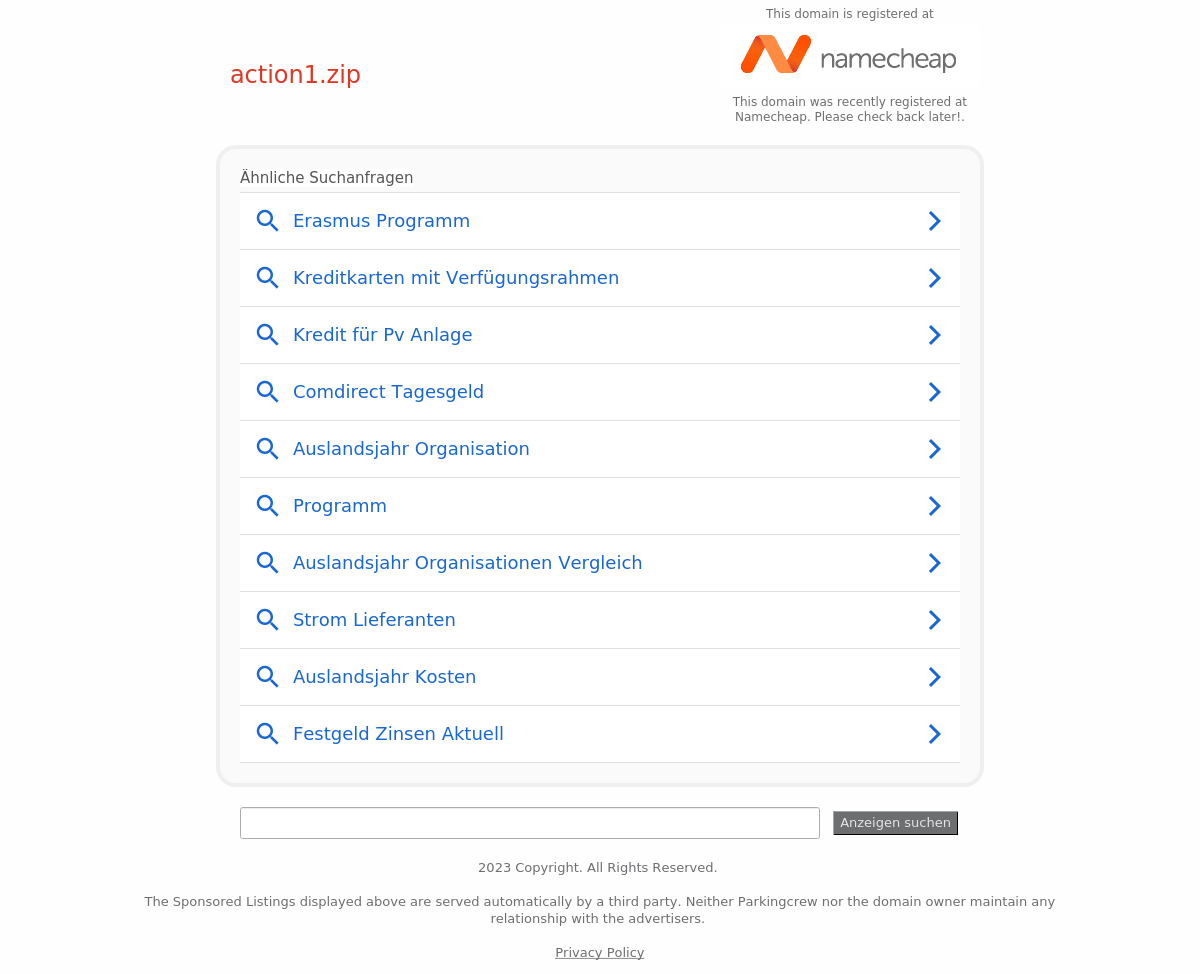 This domain is registered at
namecheap
action1.zip
This domain was recently registered at
Namecheap. Please check back later!.
Ähnliche Suchanfragen
Erasmus Programm
Kreditkarten mit Verfügungsrahmen
Kredit für Pv Anlage
Comdirect Tagesgeld
Auslandsjahr Organisation
Programm
Auslandsjahr Organisationen Vergleich
Strom Lieferanten
Auslandsjahr Kosten
Festgeld Zinsen Aktuell
Anzeigen suchen
2023 Copyright. All Rights Reserved.
The Sponsored Listings displayed above are served automatically by a third party. Neither Parkingcrew nor the domain owner maintain any
relationship with the advertisers.
Privacy Policy